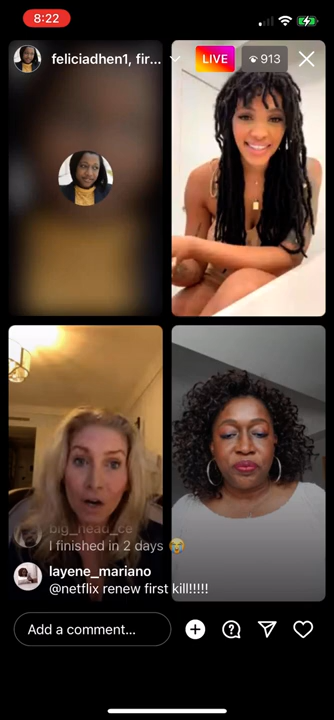 8:22
feliciadhen1, fir...
LIVE
913
big_head_ce
I finished in 2 days 😭
layene_mariano
@netflix renew first kill!!!!!
Add a comment...